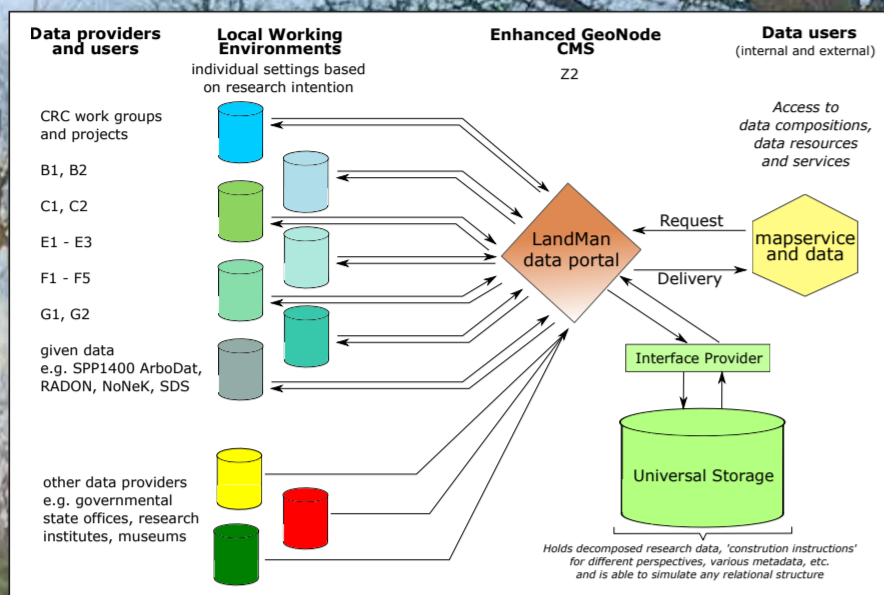 Data providers
and users
Local Working
Environments
individual settings based
on research intention
Enhanced GeoNode
CMS
Z2
Data users
(internal and external)
CRC work groups
and projects
B1, B2
C1, C2
E1 - E3
F1 - F5
G1, G2
given data
e.g. SPP1400 ArboDat,
RADON, NoNeK, SDS
other data providers
e.g. governmental
state offices, research
institutes, museums
LandMan
data portal
Request
Delivery
Access to
data compositions,
data resources
and services
mapservice
and data
Interface Provider
Universal Storage
Holds decomposed research data, 'constrution instructions'
for different perspectives, various metadata, etc.
and is able to simulate any relational structure